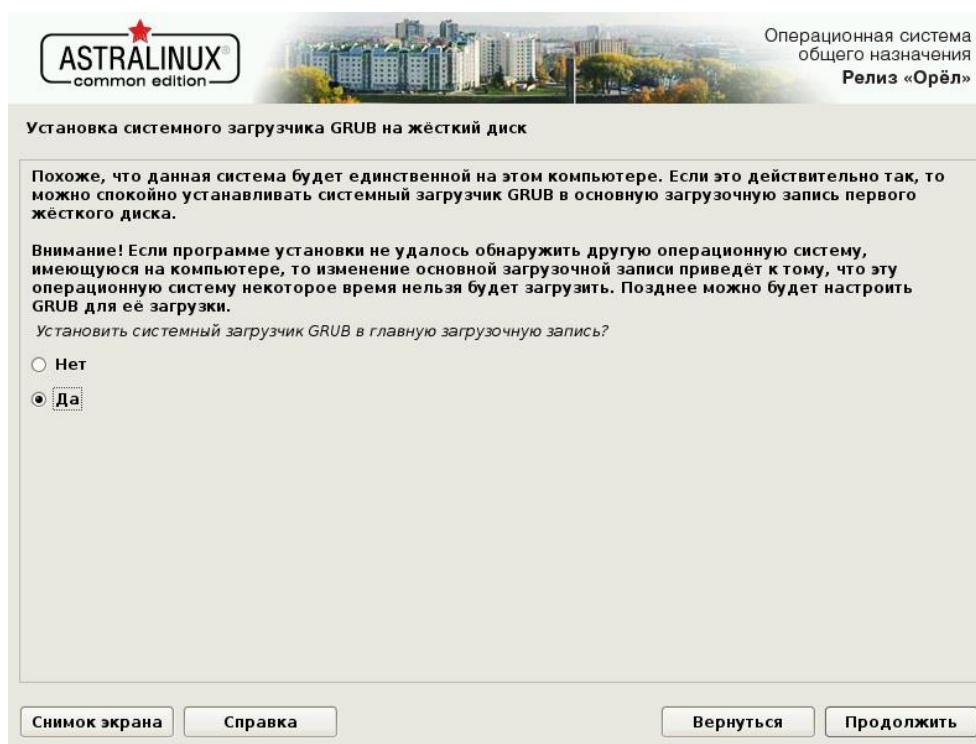 ASTRALINUX®
common edition
Операционная система
общего назначения
Релиз «Орёл»
Установка системного загрузчика GRUB на жёсткий диск
Похоже, что данная система будет единственной на этом компьютере. Если это действительно так, то
можно спокойно устанавливать системный загрузчик GRUB в основную загрузочную запись первого
жёсткого диска.
Внимание! Если программе установки не удалось обнаружить другую операционную систему,
имеющуюся на компьютере, то изменение основной загрузочной записи приведёт к тому, что эту
операционную систему некоторое время нельзя будет загрузить. Позднее можно будет настроить
GRUB для её загрузки.
Установить системный загрузчик GRUB в главную загрузочную запись?
Нет
Да
Снимок экрана
Справка
Вернуться
Продолжить